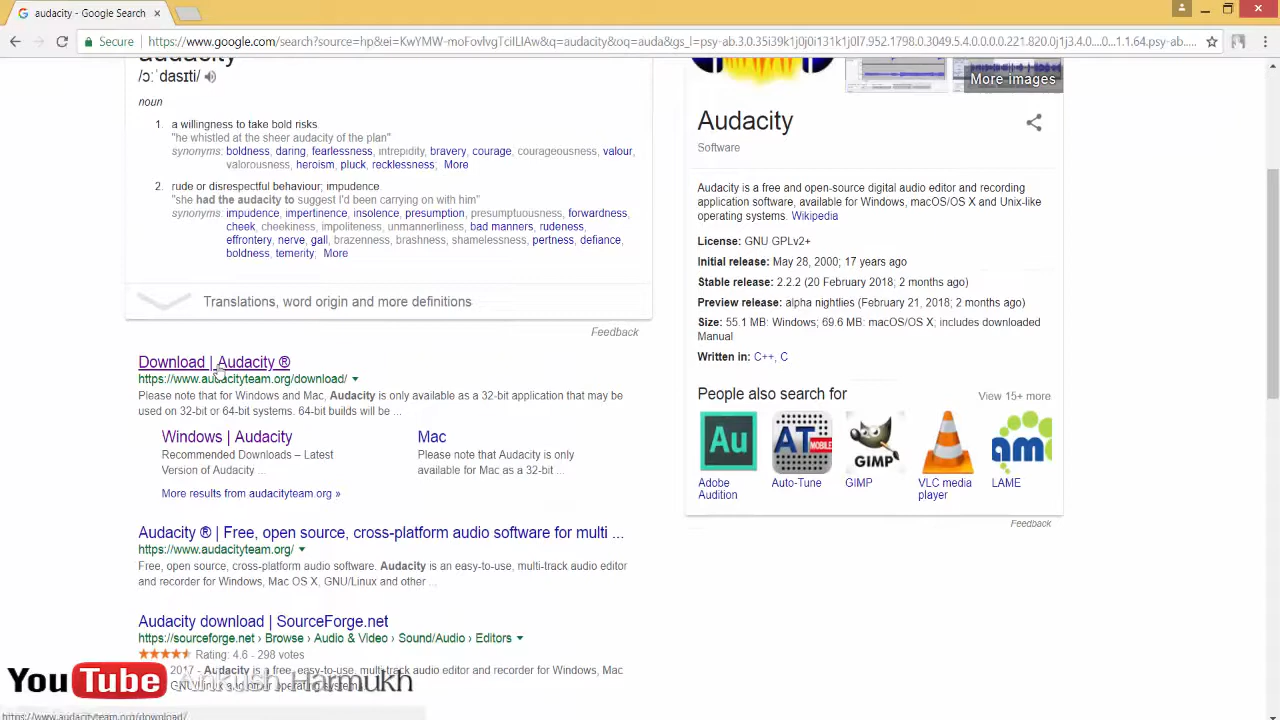 audacity - Google Search
Secure
https://www.google.com/search?source=hp&ei=KwYMW-moFovlvgTciILIAw&q=audacity&oq=auda&gs_l=psy-ab.3.0.35i39k1j0j0i131k1j0l7.952.1798.0.3049.5.4.0.0.0.0.221.820.0j1j3.4.0....0...1.1.64.psy-ab....
audacity
/ɔːˈdasɪti/
noun
1. a willingness to take bold risks.
"he whistled at the sheer audacity of the plan"
synonyms: boldness, daring, fearlessness, intrepidity, bravery, courage, courageousness, valour,
valorousness, heroism, pluck, recklessness; More
2. rude or disrespectful behaviour; impudence.
"she had the audacity to suggest I'd been carrying on with him"
synonyms: impudence, impertinence, insolence, presumption, presumptuousness, forwardness,
cheek, cheekiness, impoliteness, unmannerliness, bad manners, rudeness,
effrontery, nerve, gall, brazenness, brashness, shamelessness, pertness, defiance,
boldness, temerity; More
Translations, word origin and more definitions
Feedback
Download | Audacity ®
https://www.audacityteam.org/download/
Please note that for Windows and Mac, Audacity is only available as a 32-bit application that may be
used on 32-bit or 64-bit systems. 64-bit builds will be ...
Windows | Audacity
Recommended Downloads – Latest
Version of Audacity ...
Mac
Please note that Audacity is only
available for Mac as a 32-bit ...
More results from audacityteam.org »
Audacity ® | Free, open source, cross-platform audio software for multi ...
https://www.audacityteam.org/
Free, open source, cross-platform audio software. Audacity is an easy-to-use, multi-track audio editor
and recorder for Windows, Mac OS X, GNU/Linux and other ...
Audacity download | SourceForge.net
https://sourceforge.net › Browse › Audio & Video › Sound/Audio › Editors
Rating: 4.6 - 298 votes
2017 - Audacity is a free, easy-to-use, multi-track audio editor and recorder for Windows, Mac
https://www.audacityteam.org/download/
More images
Audacity
Software
Audacity is a free and open-source digital audio editor and recording
application software, available for Windows, macOS/OS X and Unix-like
operating systems. Wikipedia
License: GNU GPLv2+
Initial release: May 28, 2000; 17 years ago
Stable release: 2.2.2 (20 February 2018; 2 months ago)
Preview release: alpha nightlies (February 21, 2018; 2 months ago)
Size: 55.1 MB: Windows; 69.6 MB: macOS/OS X; includes downloaded
Manual
Written in: C++, C
People also search for
View 15+ more
Au
AT
MOBILE
GIMP
ame
Adobe
Audition
Auto-Tune
GIMP
VLC media
player
LAME
Feedback
YouTube
Harmukh